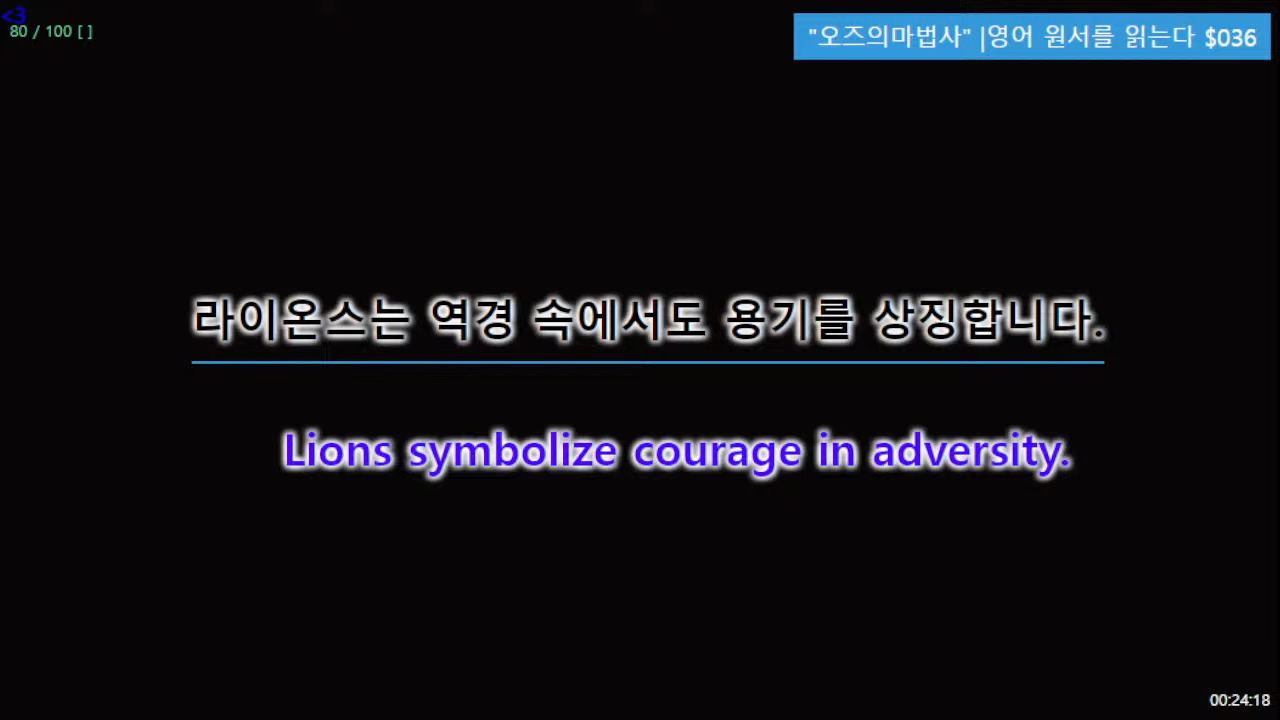 <3
80 / 100 [ ]
"오즈의마법사" |영어 원서를 읽는다 $036
라이온스는 역경 속에서도 용기를 상징합니다.
Lions symbolize courage in adversity.
00:24:18